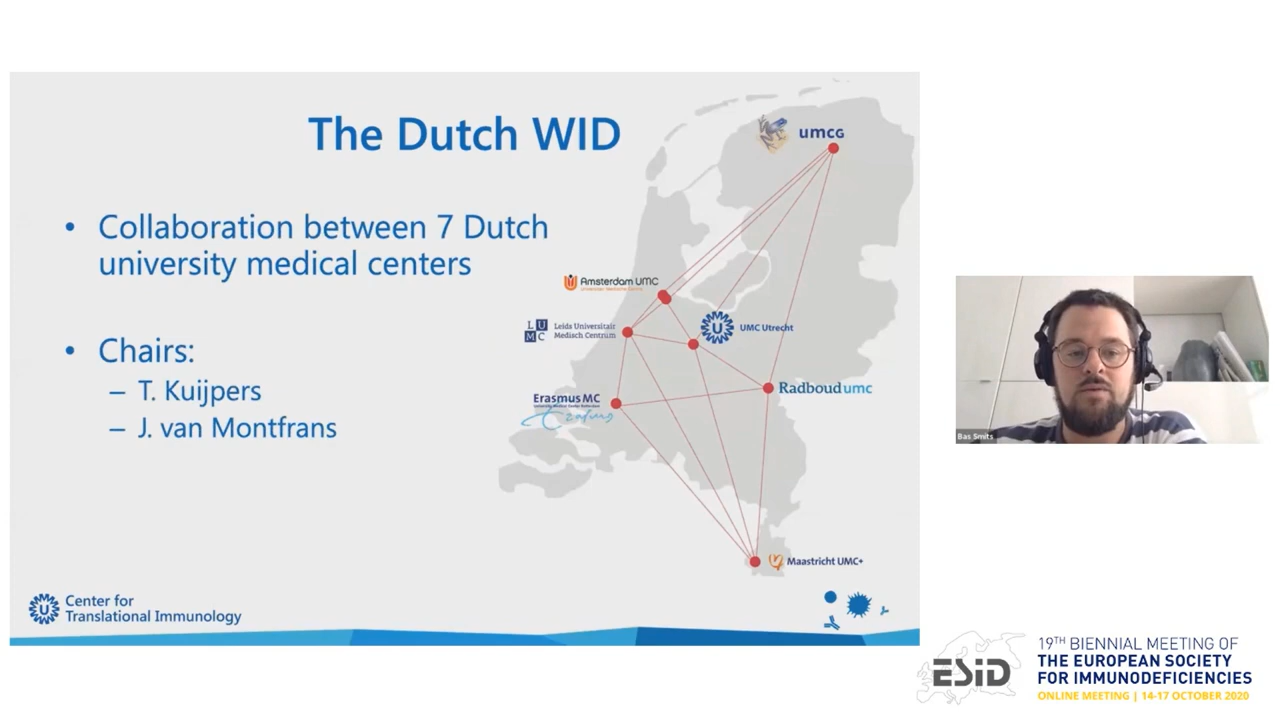 The Dutch WID
• Collaboration between 7 Dutch
university medical centers
• Chairs:
– T. Kuijpers
– J. van Montfrans
umcg
Amsterdam UMC
LUMC
Leids Universitair
Medisch Centrum
U
UMC Utrecht
Erasmus MC
Erasmus
Radboudumc
Maastricht UMC+
U
Center for
Translational Immunology
Bas Smits
ESID
19TH BIENNIAL MEETING OF
THE EUROPEAN SOCIETY
FOR IMMUNODEFICIENCIES
ONLINE MEETING | 14-17 OCTOBER 2020